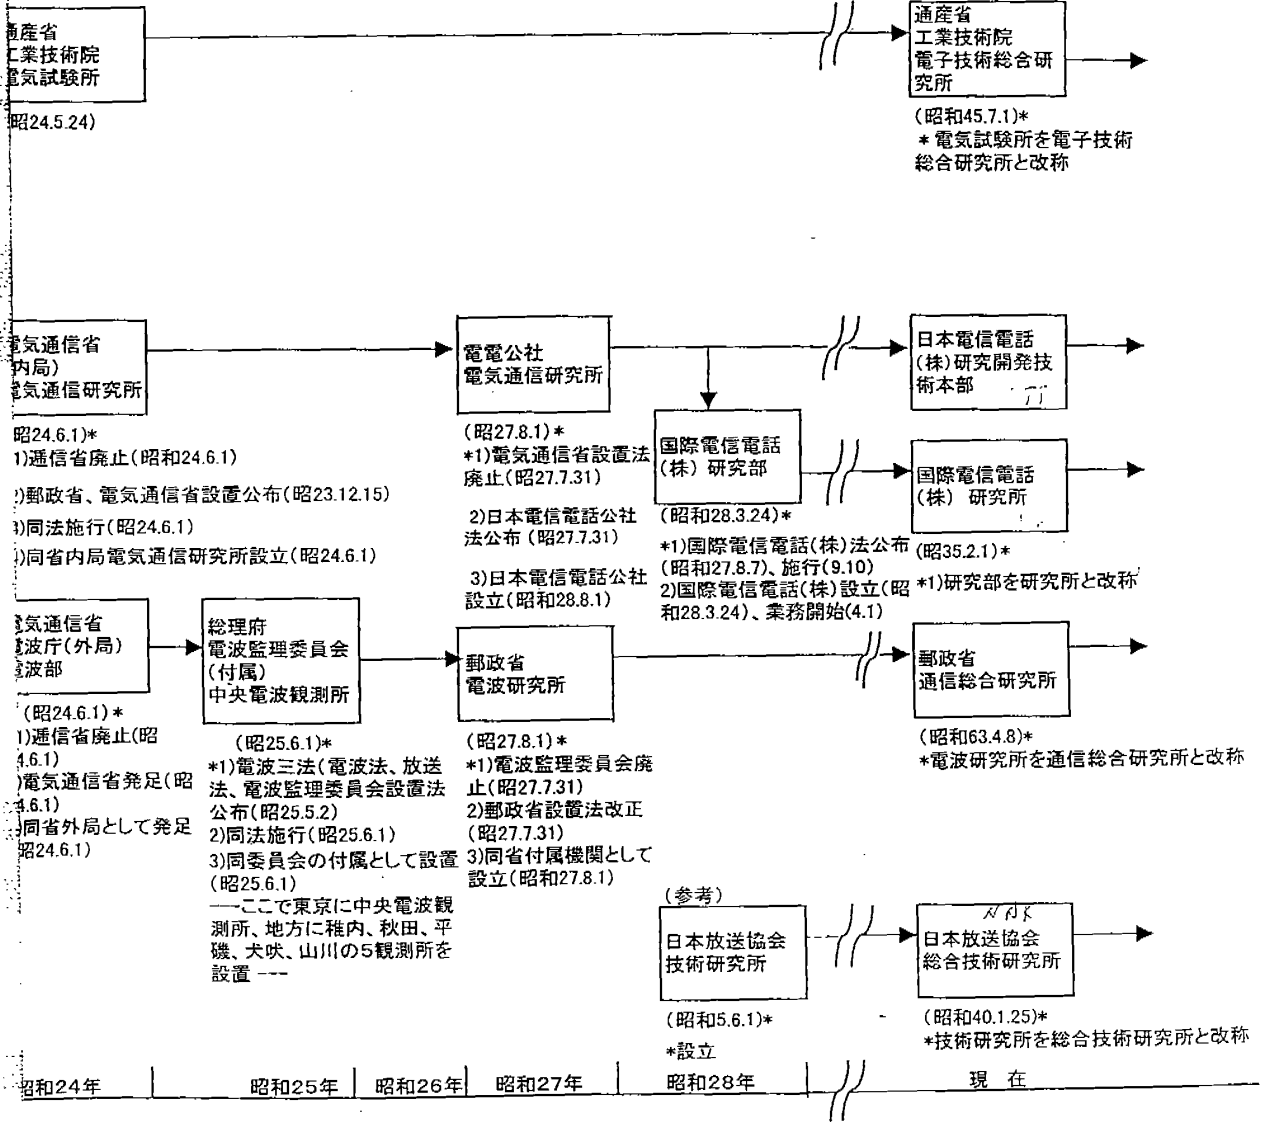 通産省
工業技術院
電気試験所
昭24.5.24)
通産省
工業技術院
電子技術総合研
究所
(昭和45.7.1)*
*電気試験所を電子技術
総合研究所と改称
電気通信省
内局)
電気通信研究所
昭24.6.1)*
1)逓信省廃止(昭和24.6.1)
2)郵政省、電気通信省設置公布(昭23.12.15)
3)同法施行(昭24.6.1)
)同省内局電気通信研究所設立(昭24.6.1)
電電公社
電気通信研究所
(昭27.8.1)*
*1)電気通信省設置法
廃止(昭27.7.31)
2)日本電信電話公社
法公布(昭27.7.31)
3)日本電信電話公社
設立(昭和28.8.1)
国際電信電話
(株) 研究部
(昭和28.3.24)*
*1)国際電信電話(株)法公布
(昭和27.8.7)、施行(9.10)
2)国際電信電話(株)設立(昭
和28.3.24)、業務開始(4.1)
日本電信電話
(株)研究開発技
術本部
国際電信電話
(株) 研究所
(昭35.2.1)*
*1)研究部を研究所と改称
電気通信省
電波庁(外局)
電波部
(昭24.6.1)*
1)逓信省廃止(昭
4.6.1)
)電気通信省発足(昭
4.6.1)
)同省外局として発足
昭24.6.1)
総理府
電波監理委員会
(付属)
中央電波観測所
(昭25.6.1)*
*1)電波三法(電波法、放送
法、電波監理委員会設置法
公布(昭25.5.2)
2)同法施行(昭25.6.1)
3)同委員会の付属として設置
(昭25.6.1)
---ここで東京に中央電波観
測所、地方に稚内、秋田、平
磯、犬吠、山川の5観測所を
設置 ---
郵政省
電波研究所
(昭27.8.1)*
*1)電波監理委員会廃
止(昭27.7.31)
2)郵政省設置法改正
(昭27.7.31)
3)同省付属機関として
設立(昭和27.8.1)
郵政省
通信総合研究所
(昭和63.4.8)*
*電波研究所を通信総合研究所と改称
(参考)
日本放送協会
技術研究所
(昭和5.6.1)*
*設立
NHK
日本放送協会
総合技術研究所
(昭和40.1.25)*
*技術研究所を総合技術研究所と改称
昭和24年
昭和25年
昭和26年
昭和27年
昭和28年
現 在